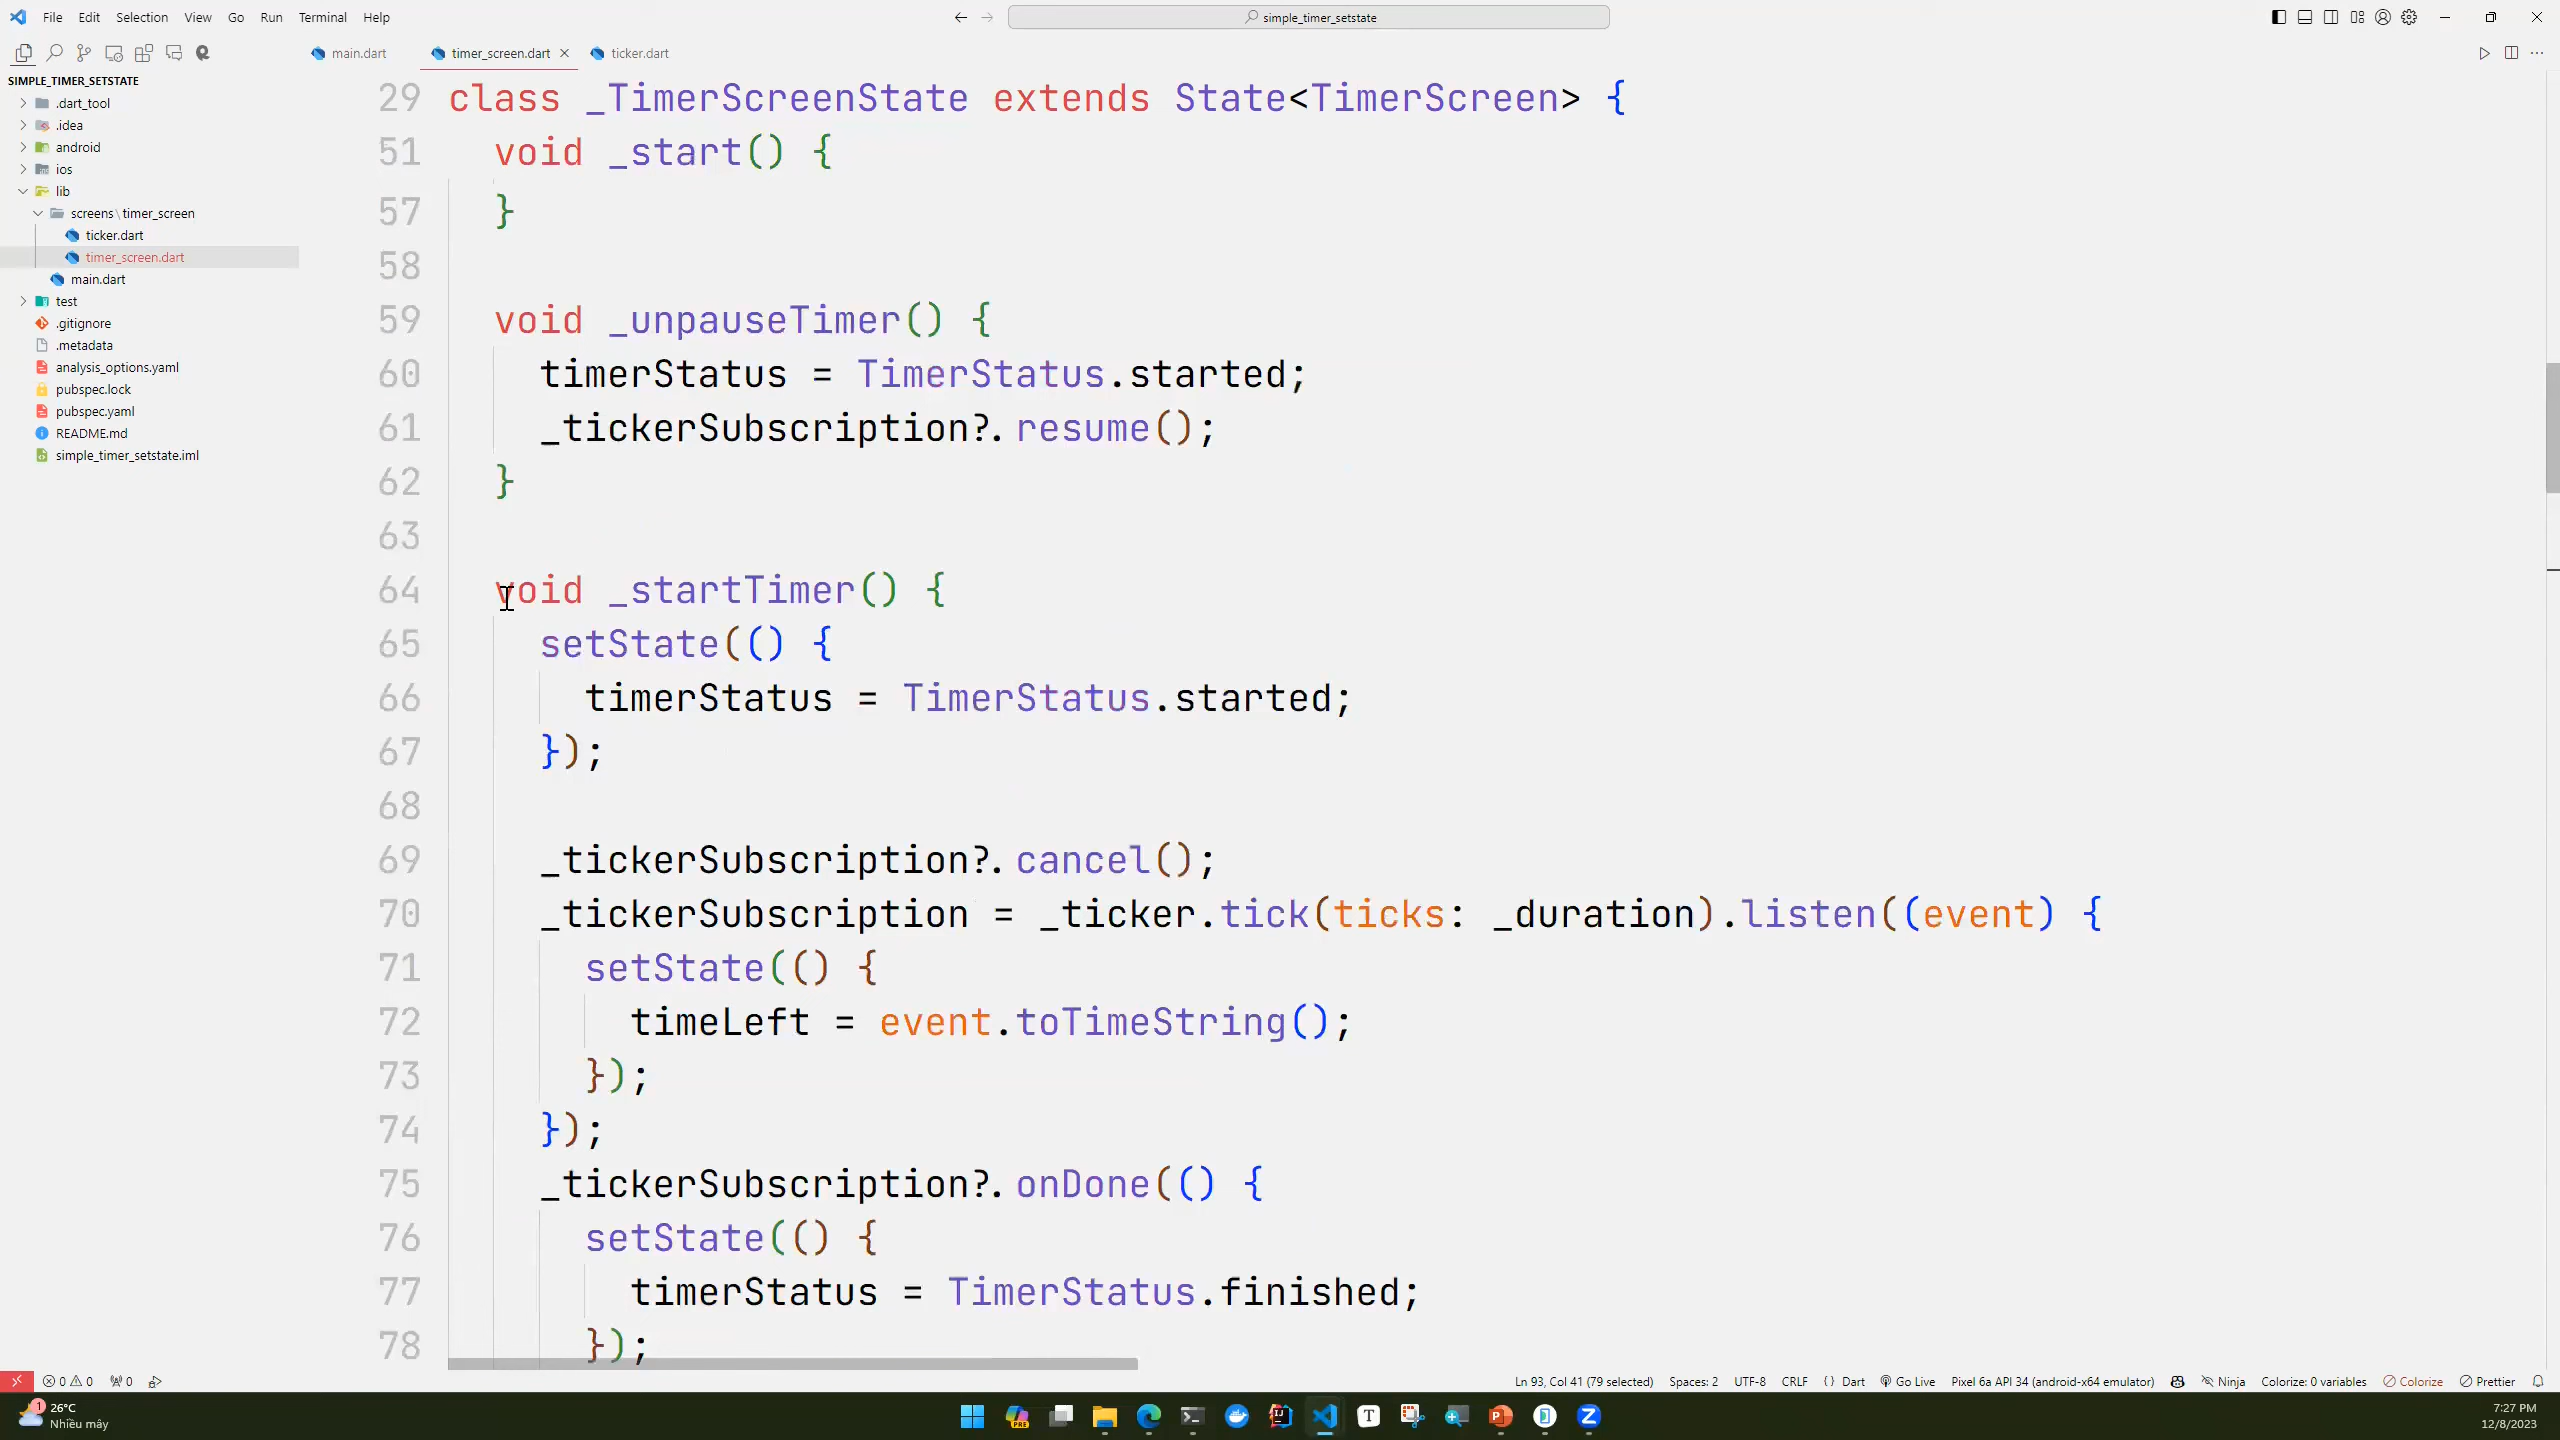 File Edit Selection View Go Run Terminal Help
simple_timer_setstate
main.dart timer_screen.dart ticker.dart
SIMPLE_TIMER_SETSTATE
.dart_tool
.idea
android
ios
lib
screens\timer_screen
ticker.dart
timer_screen.dart
main.dart
test
.gitignore
.metadata
analysis_options.yaml
pubspec.lock
pubspec.yaml
README.md
simple_timer_setstate.iml
29 class _TimerScreenState extends State<TimerScreen> {
51 void _start() {
57 }
58
59 void _unpauseTimer() {
60 timerStatus = TimerStatus.started;
61 _tickerSubscription?.resume();
62 }
63
64 void _startTimer() {
65 setState(() {
66 timerStatus = TimerStatus.started;
67 });
68
69 _tickerSubscription?.cancel();
70 _tickerSubscription = _ticker.tick(ticks: _duration).listen((event) {
71 setState(() {
72 timeLeft = event.toTimeString();
73 });
74 });
75 _tickerSubscription?.onDone(() {
76 setState(() {
77 timerStatus = TimerStatus.finished;
78 });
0 0 0 Ln 93, Col 41 (79 selected) Spaces: 2 UTF-8 CRLF {} Dart Go Live Pixel 6a API 34 (android-x64 emulator) Ninja Colorize: 0 variables Colorize Prettier
1 26°C
Nhiều mây
PRE
7:27 PM
12/8/2023